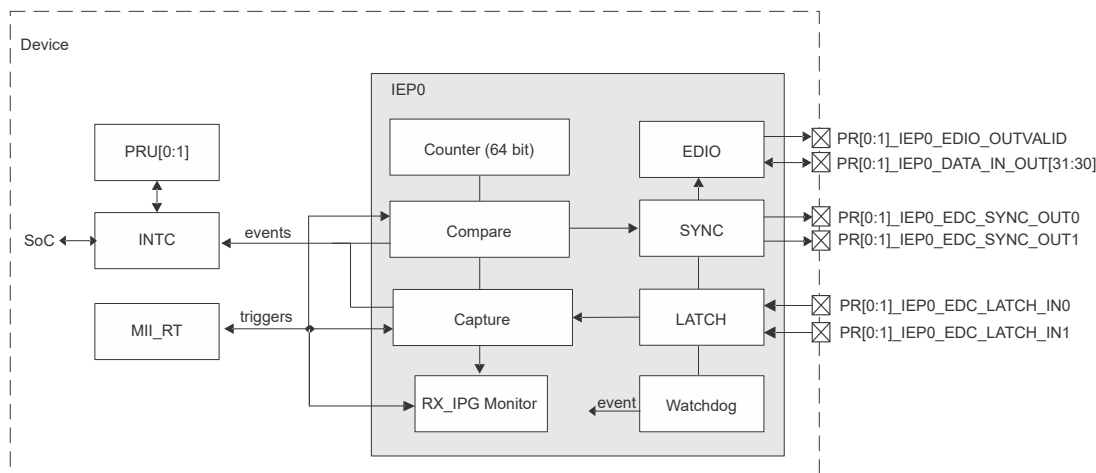 Device
IEP0
PRU[0:1]
Counter (64 bit)
EDIO
PR[0:1]_IEP0_EDIO_OUTVALID
PR[0:1]_IEP0_DATA_IN_OUT[31:30]
SoC
INTC
events
Compare
SYNC
PR[0:1]_IEP0_EDC_SYNC_OUT0
PR[0:1]_IEP0_EDC_SYNC_OUT1
MII_RT
triggers
Capture
LATCH
PR[0:1]_IEP0_EDC_LATCH_IN0
PR[0:1]_IEP0_EDC_LATCH_IN1
RX_IPG Monitor
event
Watchdog